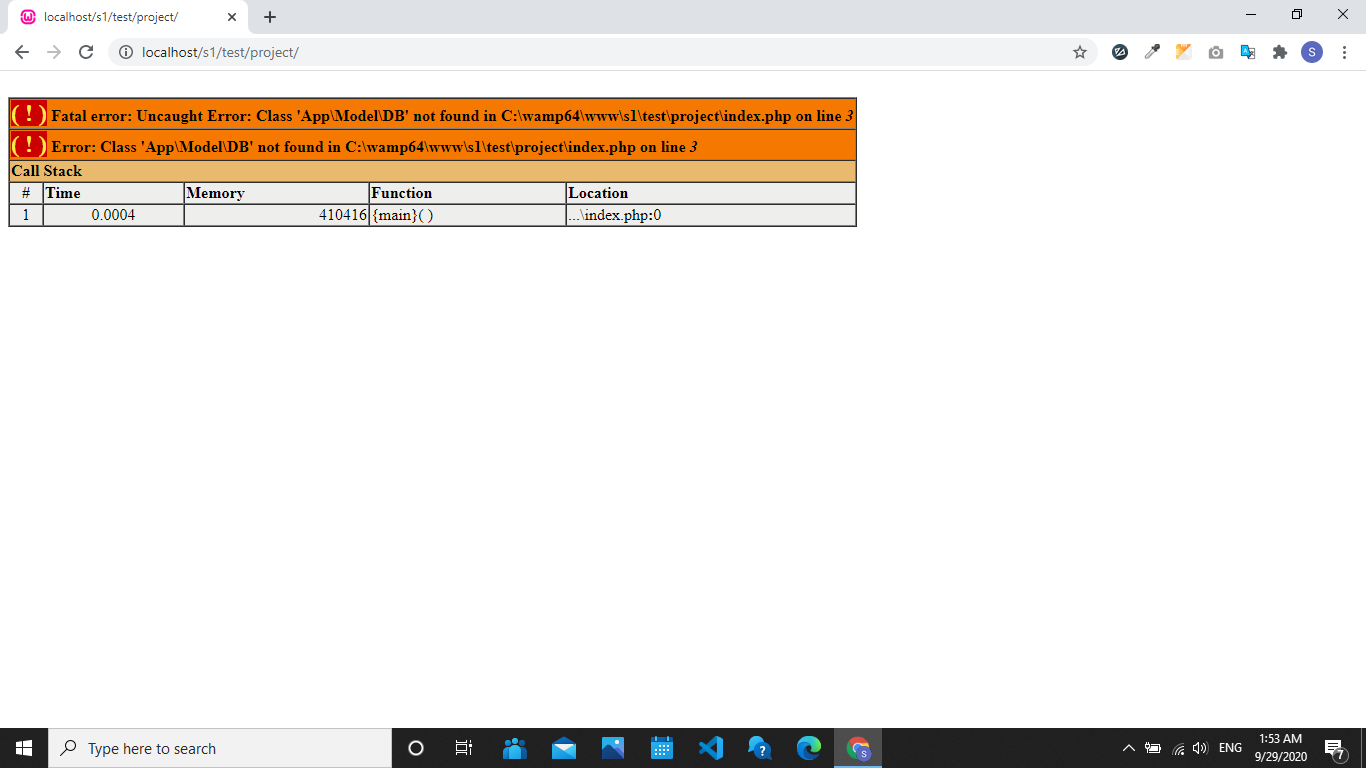 localhost/s1/test/project/
localhost/s1/test/project/
S
( ! ) Fatal error: Uncaught Error: Class 'App\Model\DB' not found in C:\wamp64\www\s1\test\project\index.php on line 3
( ! ) Error: Class 'App\Model\DB' not found in C:\wamp64\www\s1\test\project\index.php on line 3
Call Stack
# Time Memory Function Location
1 0.0004 410416 {main}( ) ...\index.php:0
Type here to search
S
ENG
1:53 AM
9/29/2020
7